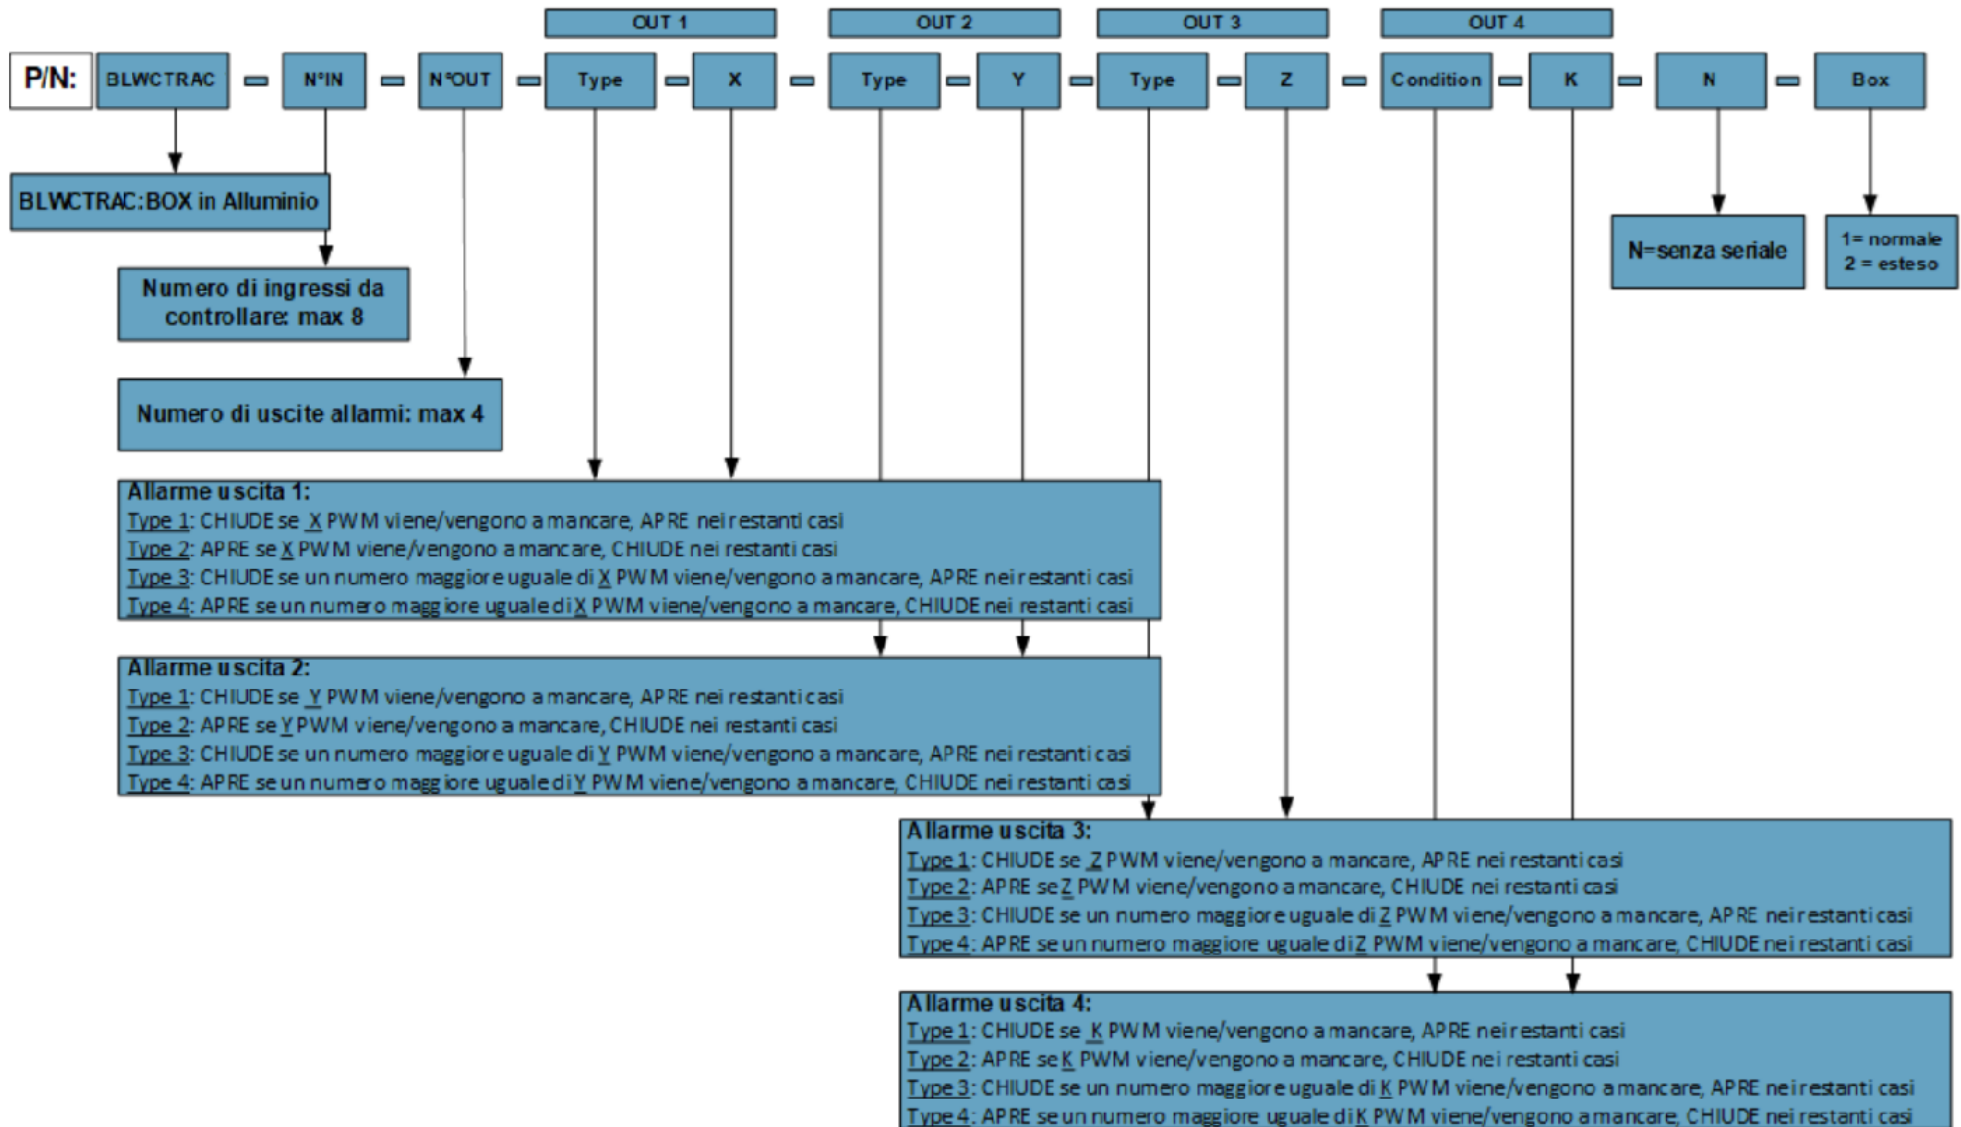 OUT 1 OUT 2 OUT 3 OUT 4
P/N: BLWCTRAC N°IN N°OUT Type X Type Y Type Z Condition K N Box
BLWCTRAC:BOX in Alluminio
N=senza seriale
1= normale
2 = esteso
Numero di ingressi da
controllare: max 8
Numero di uscite allarmi: max 4
Allarme uscita 1:
Type 1: CHIUDE se X PWM viene/vengono a mancare, APRE nei restanti casi
Type 2: APRE se X PWM viene/vengono a mancare, CHIUDE nei restanti casi
Type 3: CHIUDE se un numero maggiore uguale di X PWM viene/vengono a mancare, APRE nei restanti casi
Type 4: APRE se un numero maggiore uguale di X PWM viene/vengono a mancare, CHIUDE nei restanti casi
Allarme uscita 2:
Type 1: CHIUDE se Y PWM viene/vengono a mancare, APRE nei restanti casi
Type 2: APRE se Y PWM viene/vengono a mancare, CHIUDE nei restanti casi
Type 3: CHIUDE se un numero maggiore uguale di Y PWM viene/vengono a mancare, APRE nei restanti casi
Type 4: APRE se un numero maggiore uguale di Y PWM viene/vengono a mancare, CHIUDE nei restanti casi
Allarme uscita 3:
Type 1: CHIUDE se Z PWM viene/vengono a mancare, APRE nei restanti casi
Type 2: APRE se Z PWM viene/vengono a mancare, CHIUDE nei restanti casi
Type 3: CHIUDE se un numero maggiore uguale di Z PWM viene/vengono a mancare, APRE nei restanti casi
Type 4: APRE se un numero maggiore uguale di Z PWM viene/vengono a mancare, CHIUDE nei restanti casi
Allarme uscita 4:
Type 1: CHIUDE se K PWM viene/vengono a mancare, APRE nei restanti casi
Type 2: APRE se K PWM viene/vengono a mancare, CHIUDE nei restanti casi
Type 3: CHIUDE se un numero maggiore uguale di K PWM viene/vengono a mancare, APRE nei restanti casi
Type 4: APRE se un numero maggiore uguale di K PWM viene/vengono a mancare, CHIUDE nei restanti casi